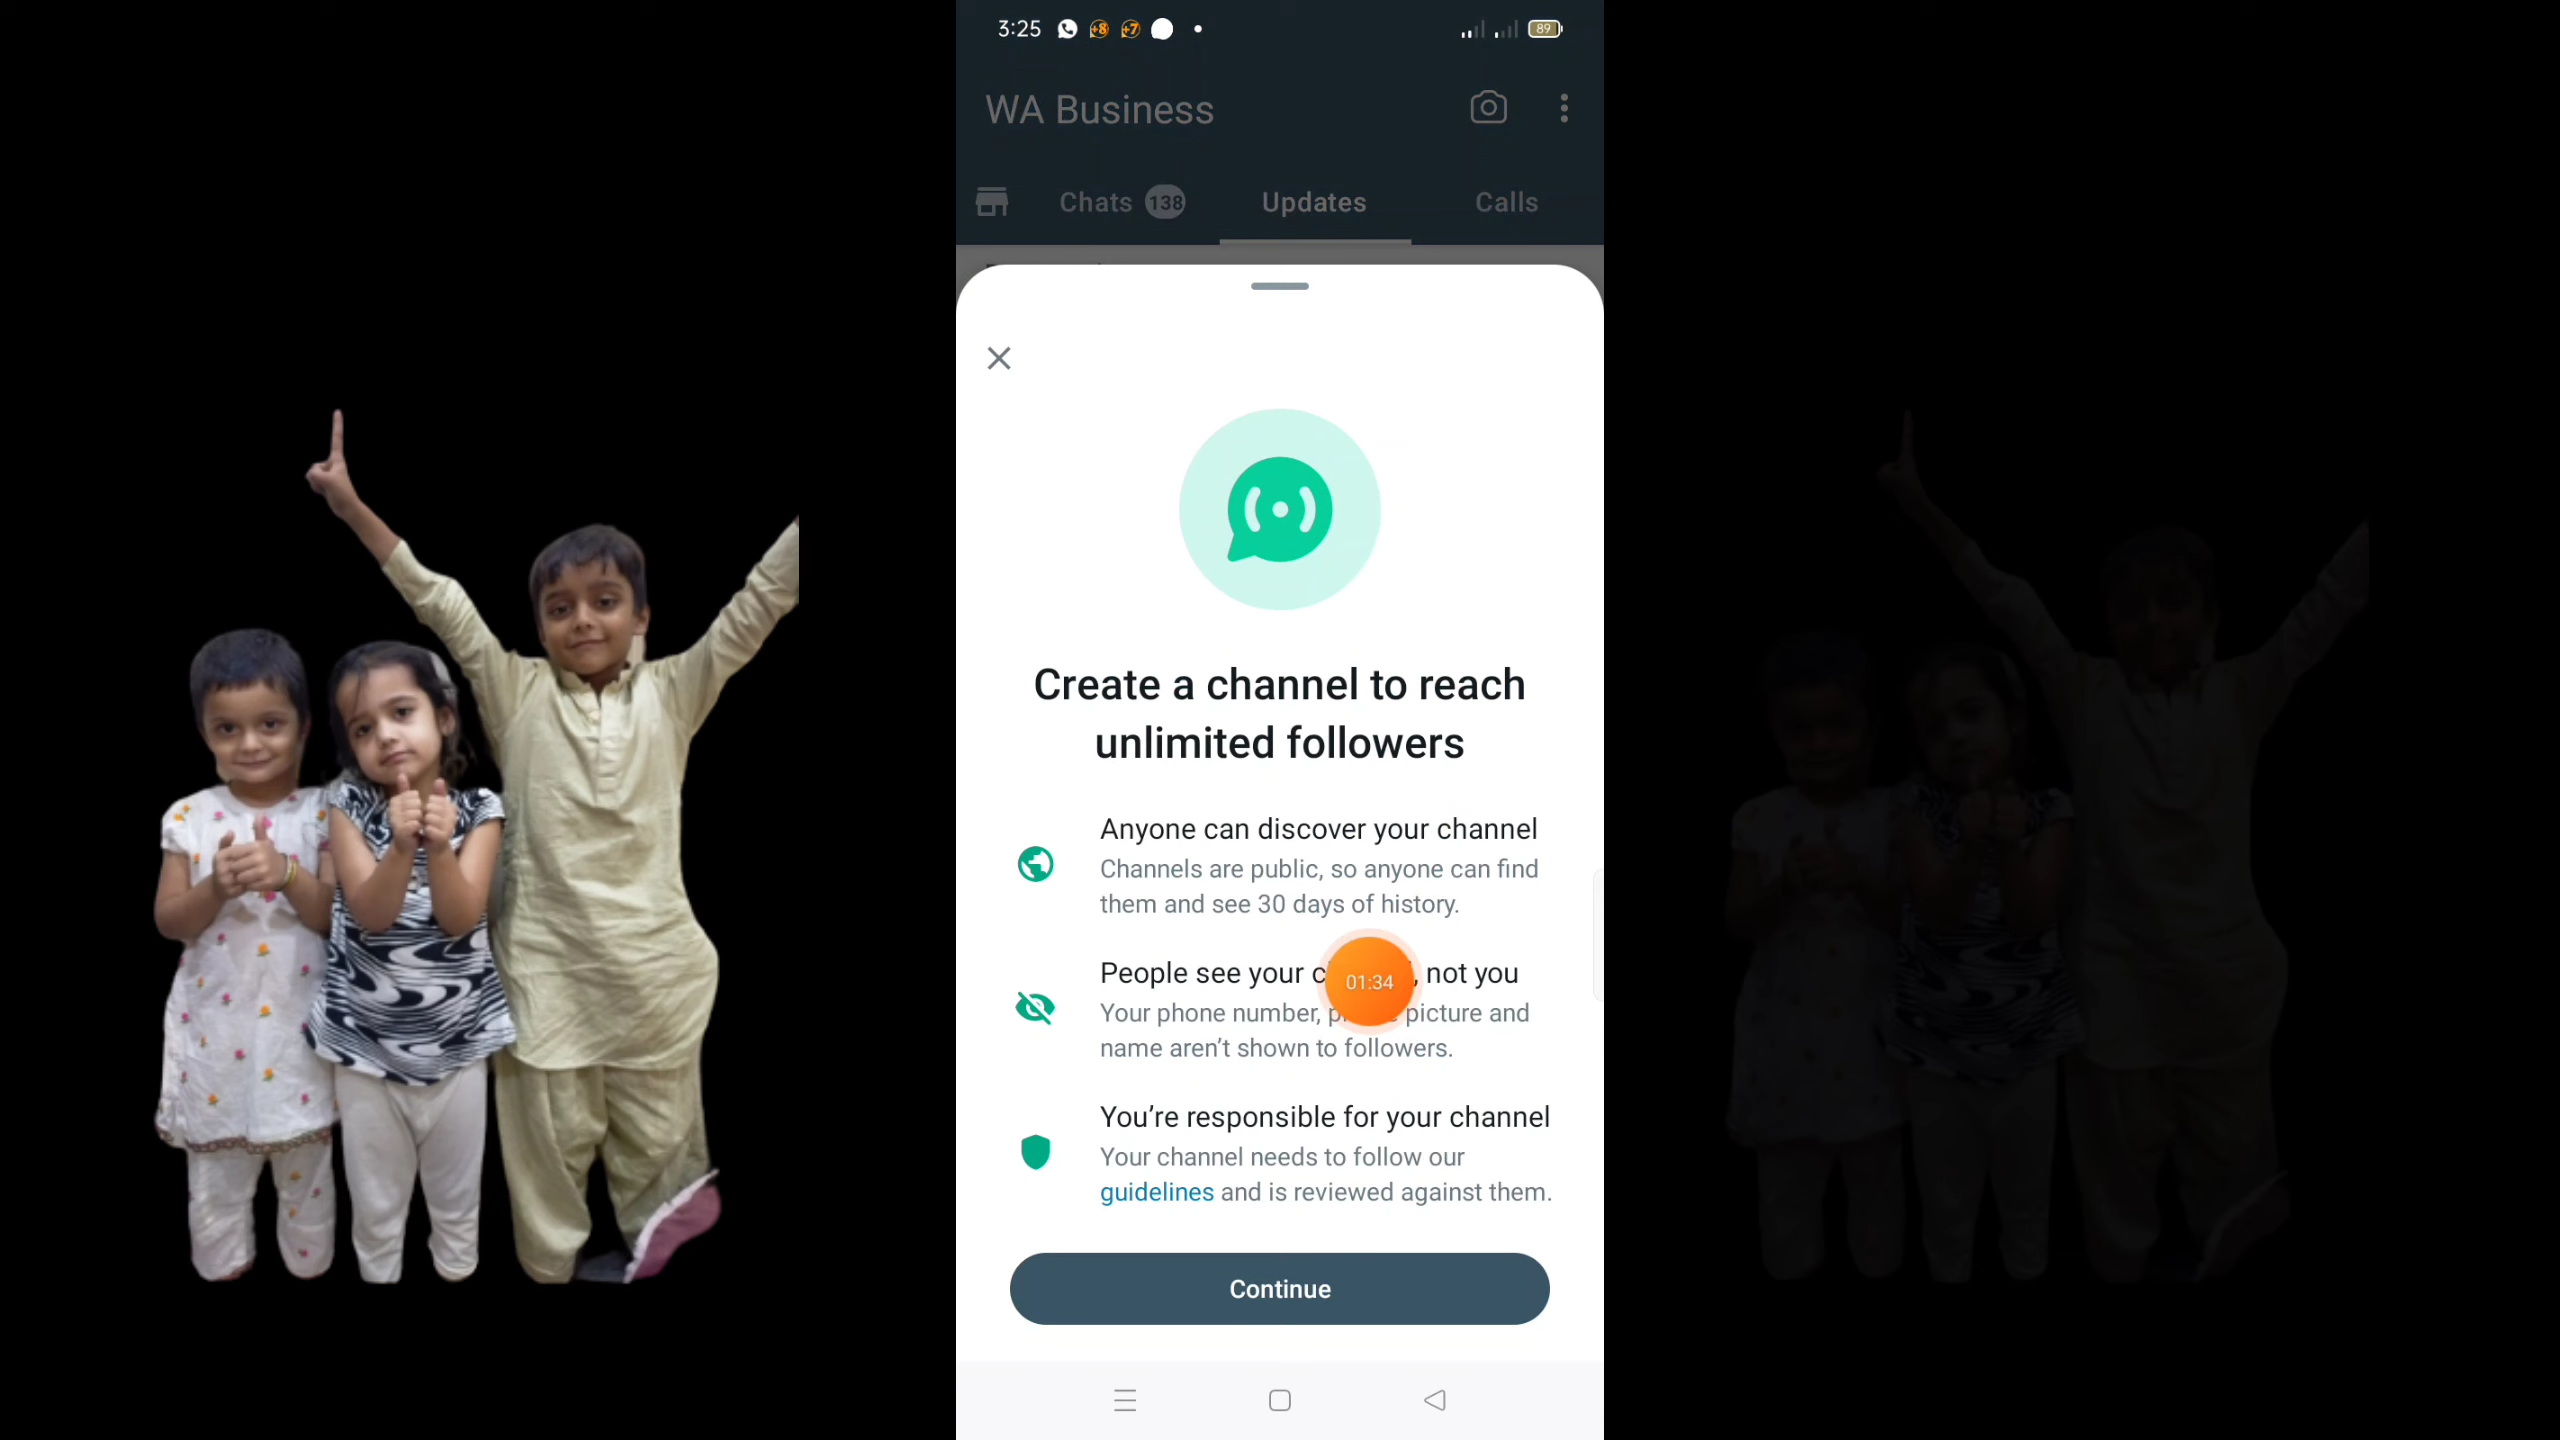 3:25 +8 +7 89
WA Business
Chats 138 Updates Calls
Create a channel to reach
unlimited followers
Anyone can discover your channel
Channels are public, so anyone can find
them and see 30 days of history.
People see your c , not you
01:34
Your phone number, picture and
name aren’t shown to followers.
You’re responsible for your channel
Your channel needs to follow our
guidelines and is reviewed against them.
Continue